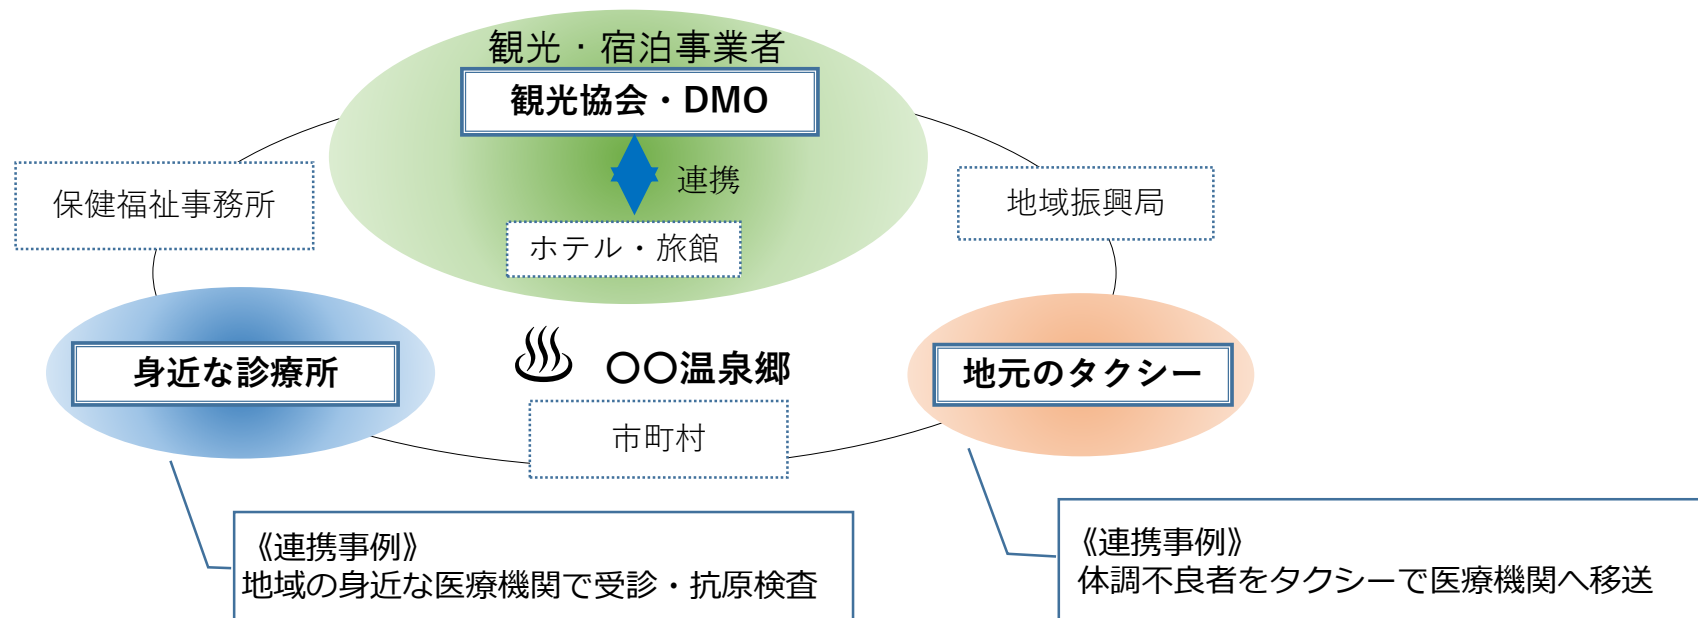 観光・宿泊事業者
観光協会・DMO
連携
ホテル・旅館
保健福祉事務所
地域振興局
身近な診療所
〇〇温泉郷
市町村
地元のタクシー
《連携事例》
地域の身近な医療機関で受診・抗原検査
《連携事例》
体調不良者をタクシーで医療機関へ移送